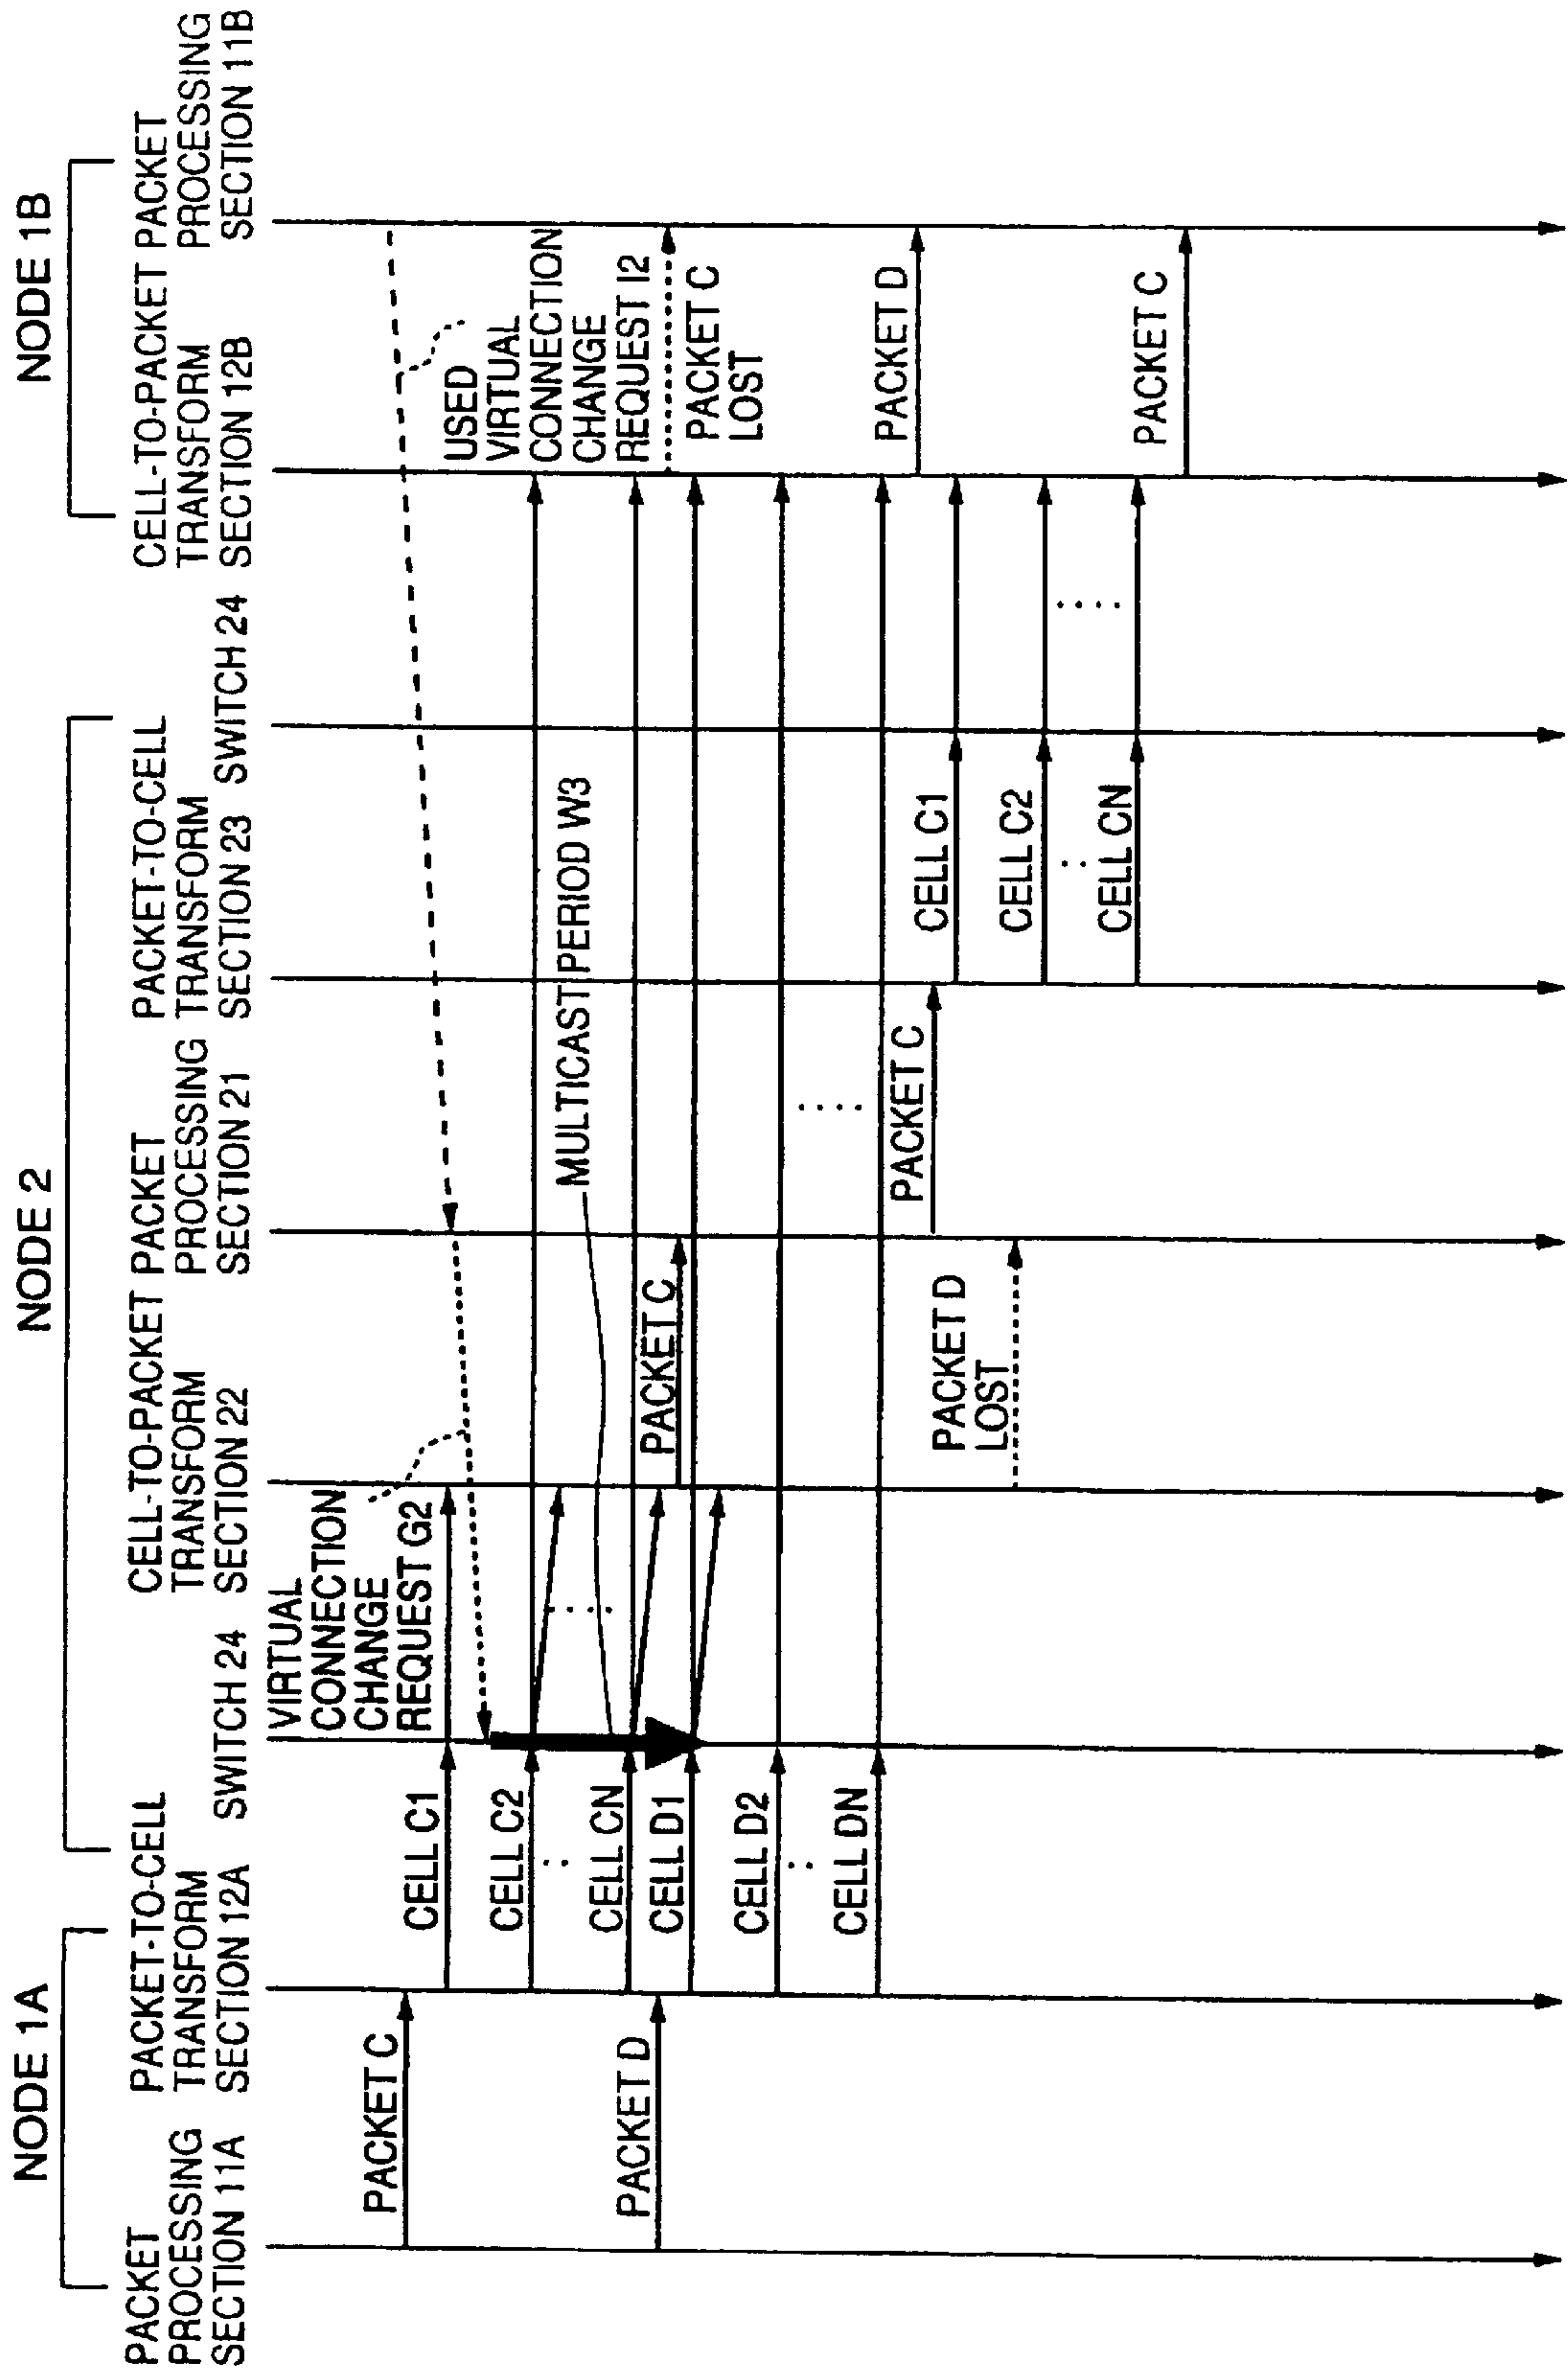 NODE 1A
NODE 2
NODE 1B
PACKET
PROCESSING
SECTION 11A
PACKET-TO-CELL
TRANSFORM
SECTION 12A
SWITCH 24
CELL-TO-PACKET
TRANSFORM
SECTION 22
PACKET
PROCESSING
SECTION 21
PACKET-TO-CELL
TRANSFORM
SECTION 23
SWITCH 24
CELL-TO-PACKET
TRANSFORM
SECTION 12B
PACKET
PROCESSING
SECTION 11B
VIRTUAL
CONNECTION
CHANGE
REQUEST G2
USED
VIRTUAL
CONNECTION
CHANGE
REQUEST I2
PACKET C
CELL C1
CELL C2
CELL CN
MULTICAST PERIOD W3
PACKET D
CELL D1
CELL D2
CELL DN
PACKET C
PACKET C
LOST
PACKET D
PACKET C
CELL C1
CELL C2
CELL CN
PACKET D
LOST
PACKET C